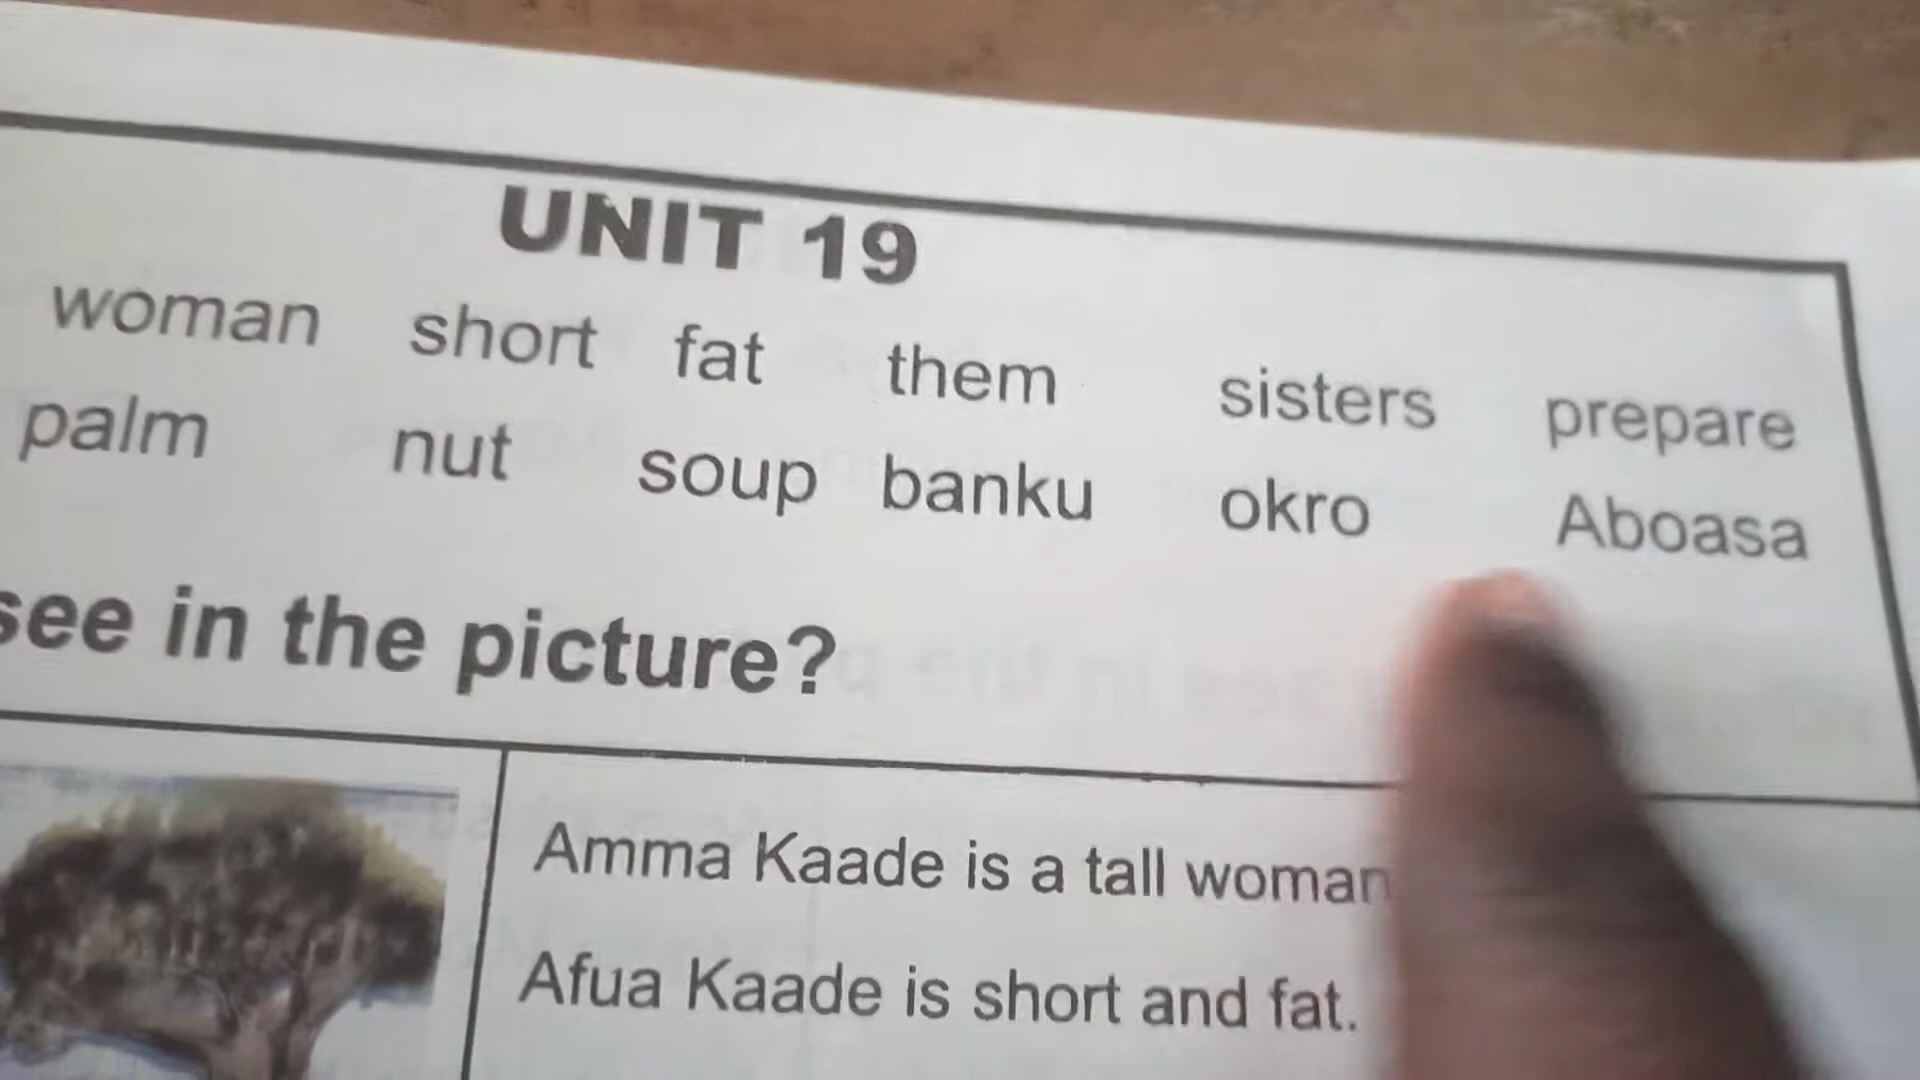 UNIT 19
woman short fat them sisters prepare
palm nut soup banku okro Aboasa
see in the picture?
Amma Kaade is a tall woman
Afua Kaade is short and fat.